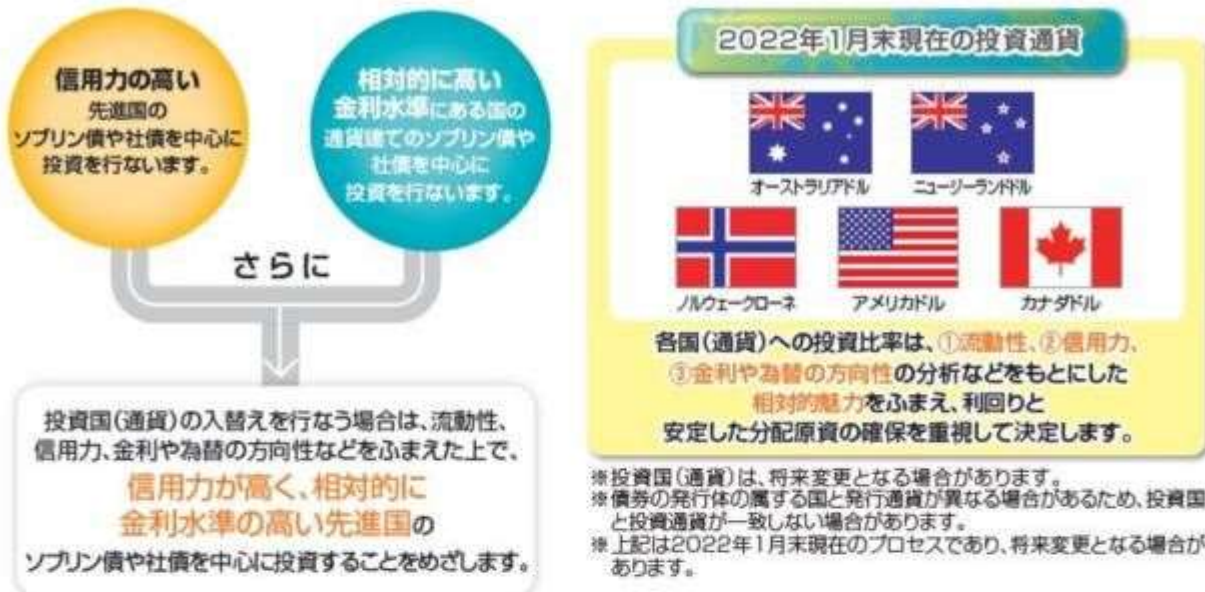 信用力の高い
先進国の
ソブリン債や社債を中心に
投資を行ないます。
相対的に高い
金利水準にある国の
通貨建てのソブリン債や
社債を中心に
投資を行ないます。
さらに
投資国(通貨)の入替えを行なう場合は、流動性、
信用力、金利や為替の方向性などをふまえた上で、
信用力が高く、相対的に
金利水準の高い先進国の
ソブリン債や社債を中心に投資することをめざします。
2022年1月末現在の投資通貨
オーストラリアドル
ニュージーランドドル
ノルウェークローネ
アメリカドル
カナダドル
各国(通貨)への投資比率は、①流動性、②信用力、
③金利や為替の方向性の分析などをもとにした
相対的魅力をふまえ、利回りと
安定した分配原資の確保を重視して決定します。
※投資国(通貨)は、将来変更となる場合があります。
※債券の発行体の属する国と発行通貨が異なる場合があるため、投資国
と投資通貨が一致しない場合があります。
※上記は2022年1月末現在のプロセスであり、将来変更となる場合が
あります。